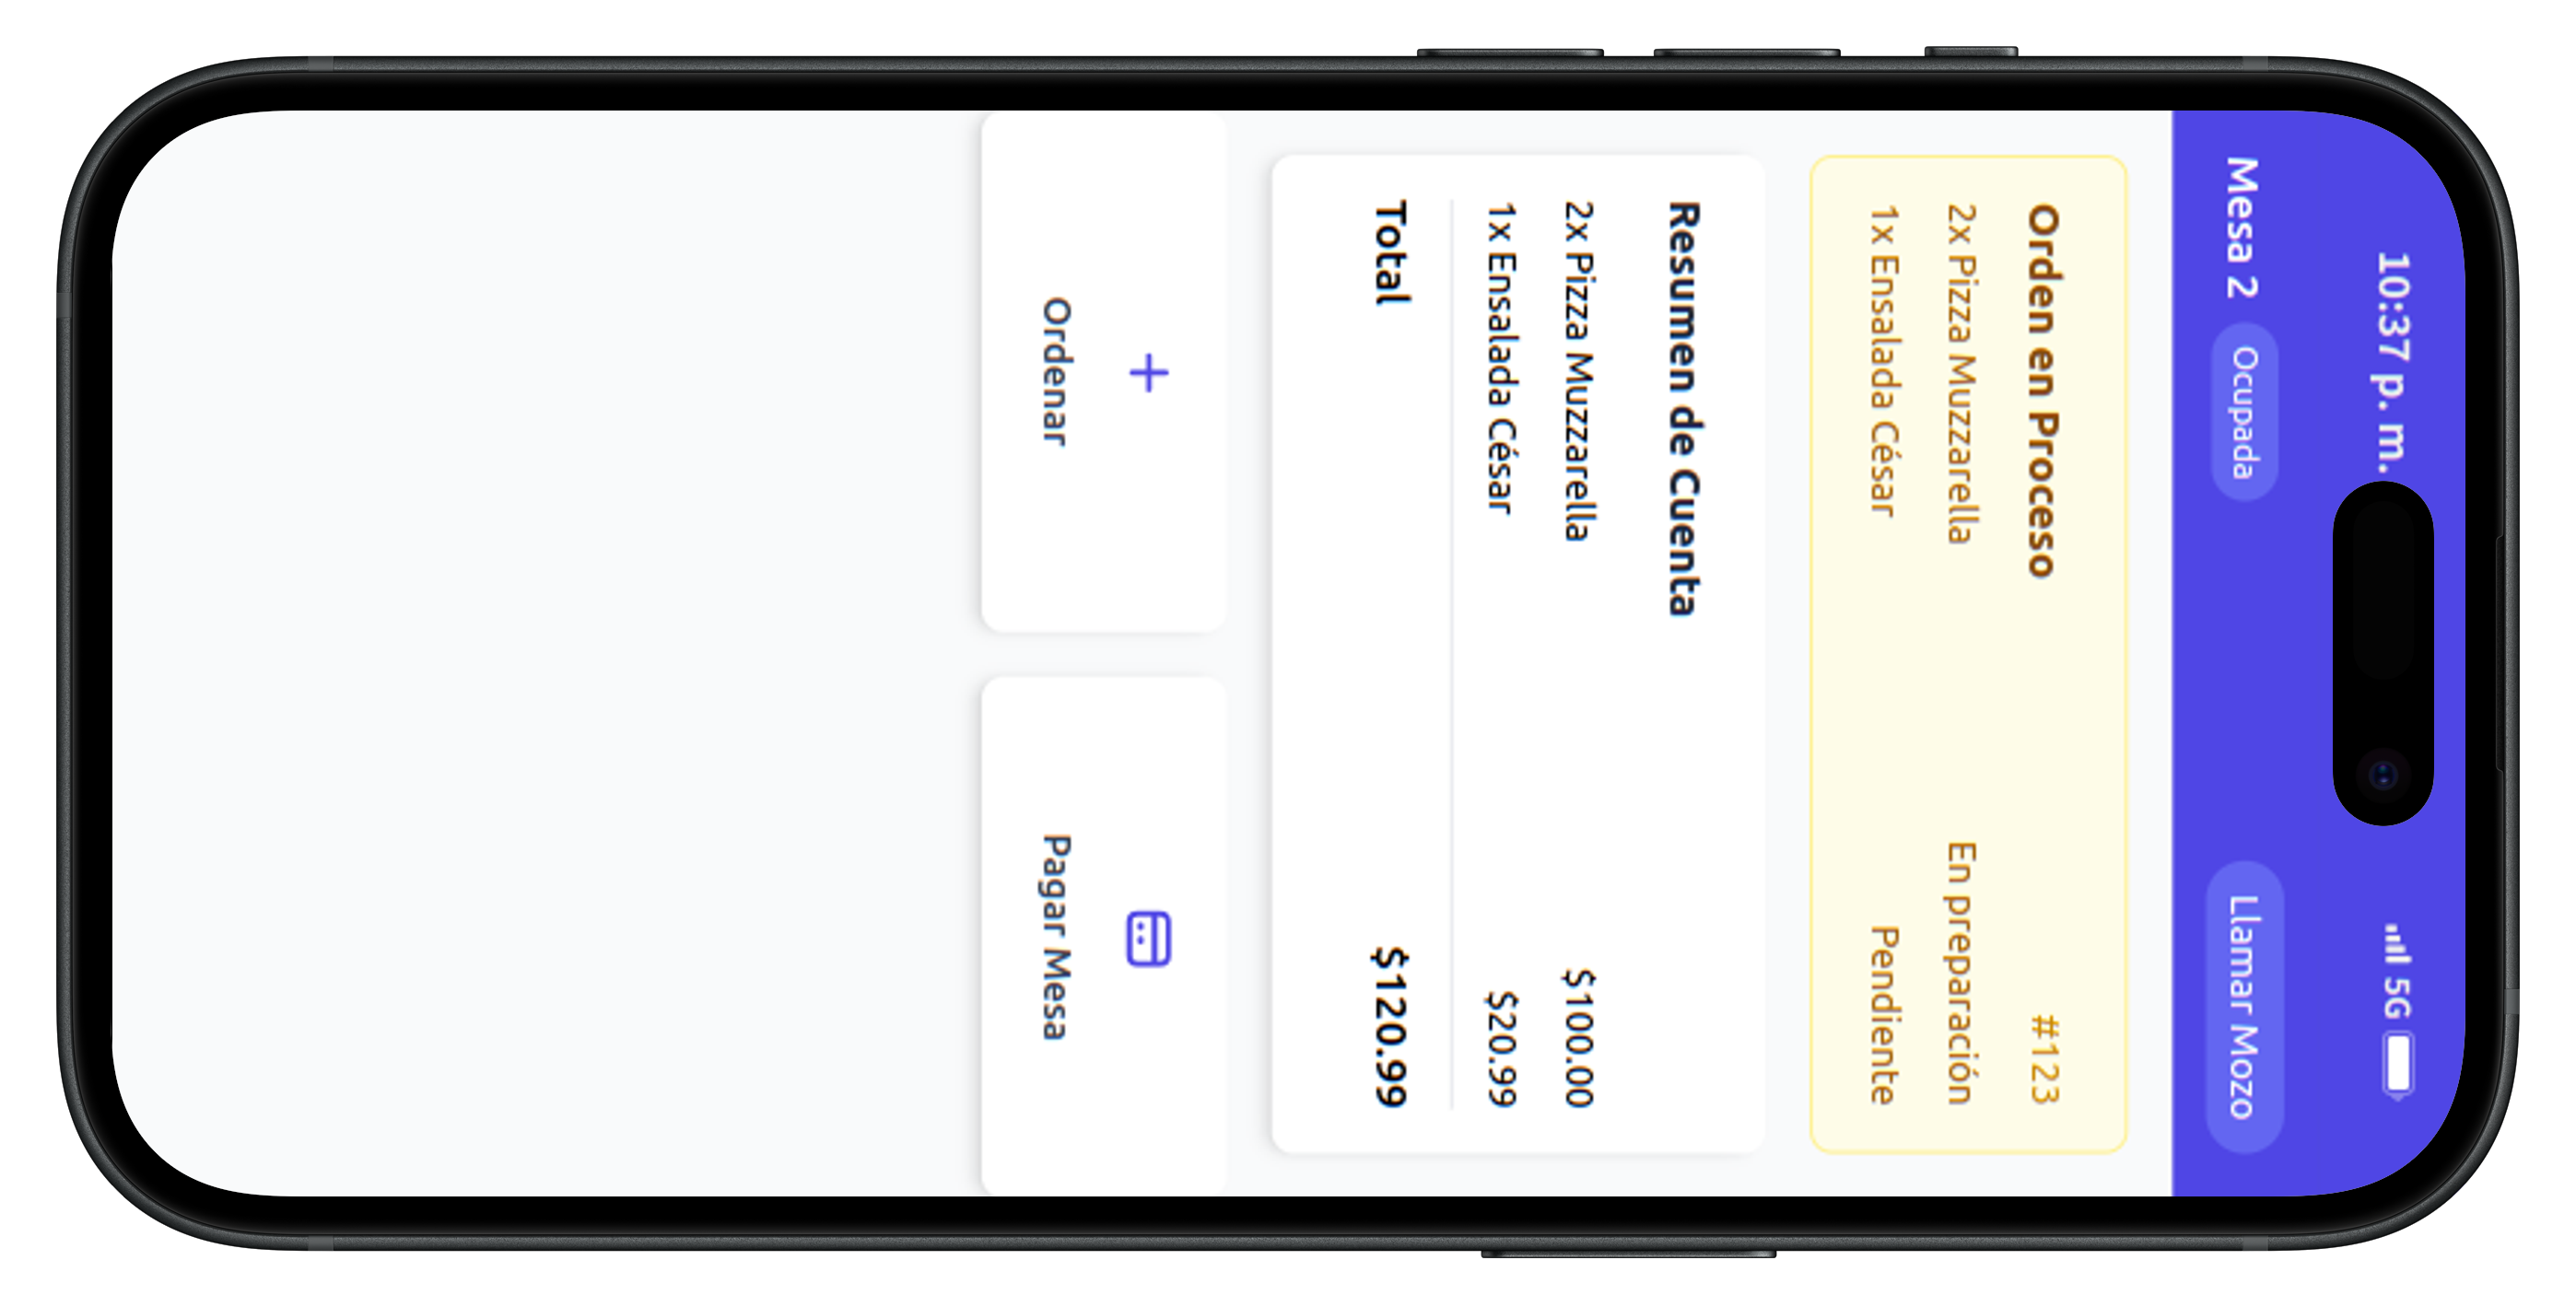 10:37 p. m. 5G
Mesa 2 Ocupada Llamar Mozo
Orden en Proceso #123
2x Pizza Muzzarella En preparación
1x Ensalada César Pendiente
Resumen de Cuenta
2x Pizza Muzzarella $100.00
1x Ensalada César $20.99
Total $120.99
Ordenar Pagar Mesa